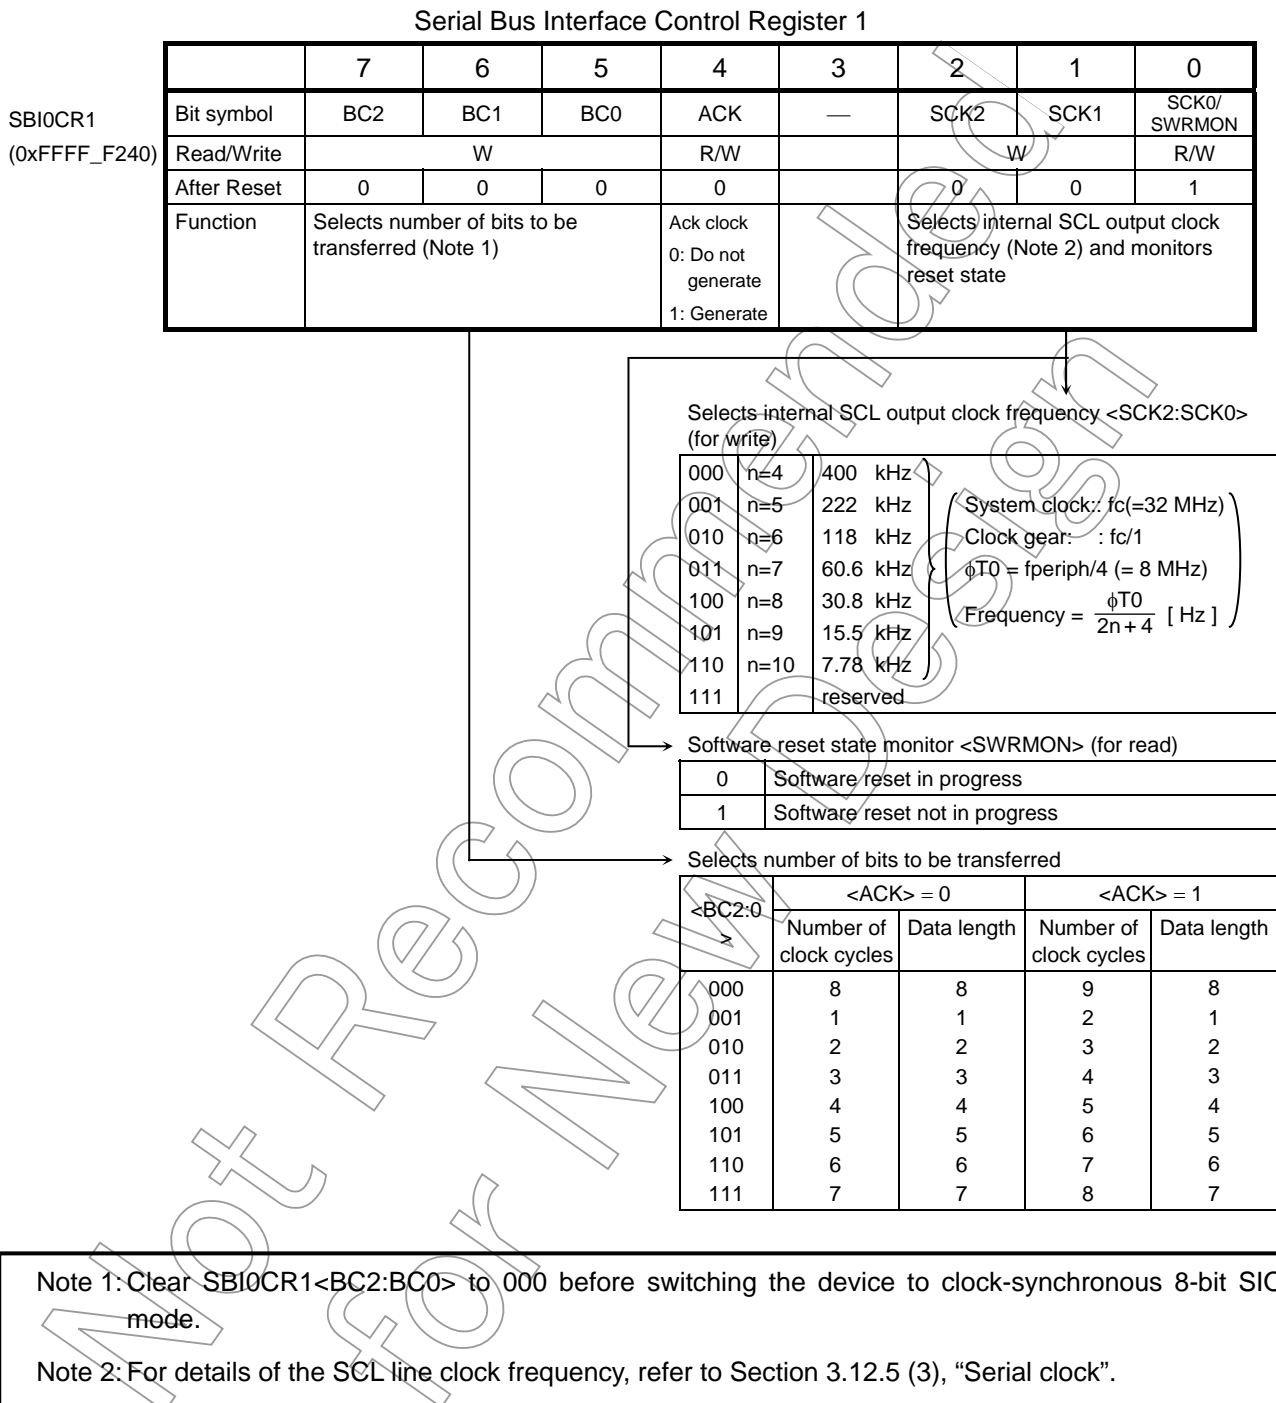 Serial Bus Interface Control Register 1
7 6 5 4 3 2 1 0
SBI0CR1
(0xFFFF_F240)
Bit symbol BC2 BC1 BC0 ACK — SCK2 SCK1 SCK0/
SWRMON
Read/Write W R/W W R/W
After Reset 0 0 0 0 0 0 1
Function Selects number of bits to be
transferred (Note 1)
Ack clock
0: Do not
generate
1: Generate
Selects internal SCL output clock
frequency (Note 2) and monitors
reset state
Selects internal SCL output clock frequency <SCK2:SCK0>
(for write)
000 n=4 400 kHz
001 n=5 222 kHz
010 n=6 118 kHz
011 n=7 60.6 kHz
100 n=8 30.8 kHz
101 n=9 15.5 kHz
110 n=10 7.78 kHz
111 reserved
System clock:: fc(=32 MHz)
Clock gear: : fc/1
ϕT0 = fperiph/4 (= 8 MHz)
Frequency = ϕT0 / 2n + 4 [ Hz ]
Software reset state monitor <SWRMON> (for read)
0 Software reset in progress
1 Software reset not in progress
Selects number of bits to be transferred
<BC2:0
>
<ACK> = 0 <ACK> = 1
Number of
clock cycles
Data length
Number of
clock cycles
Data length
000 8 8 9 8
001 1 1 2 1
010 2 2 3 2
011 3 3 4 3
100 4 4 5 4
101 5 5 6 5
110 6 6 7 6
111 7 7 8 7
Note 1: Clear SBI0CR1<BC2:BC0> to 000 before switching the device to clock-synchronous 8-bit SIO
mode.
Note 2: For details of the SCL line clock frequency, refer to Section 3.12.5 (3), “Serial clock”.
Not Recommended
for New Design